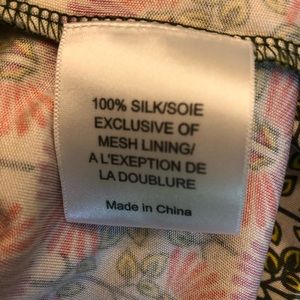 100% SILK/SOIE
EXCLUSIVE OF
MESH LINING/
A L'EXEPTION DE
LA DOUBLURE
Made in China